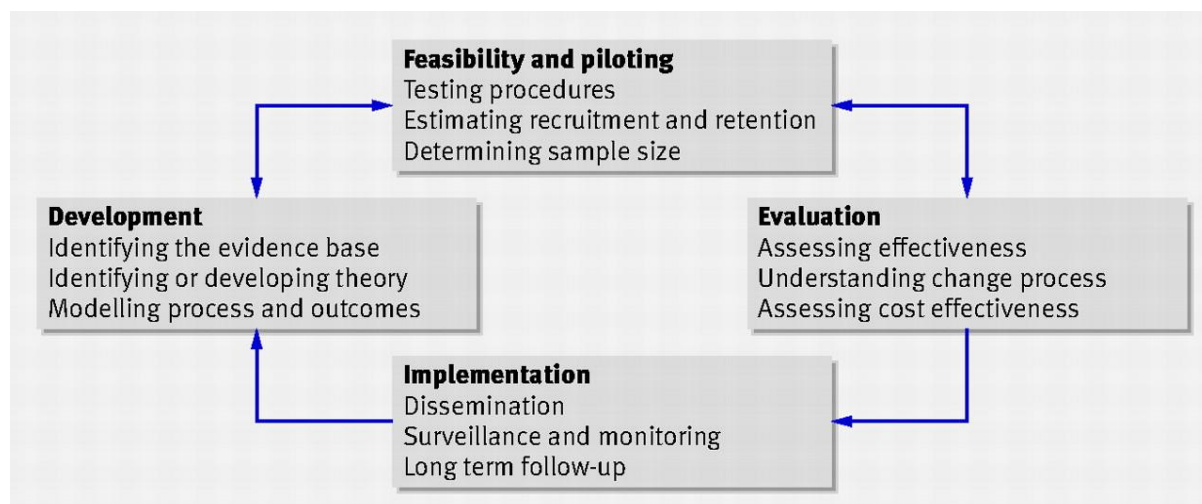 Feasibility and piloting
Testing procedures
Estimating recruitment and retention
Determining sample size
Development
Identifying the evidence base
Identifying or developing theory
Modelling process and outcomes
Evaluation
Assessing effectiveness
Understanding change process
Assessing cost effectiveness
Implementation
Dissemination
Surveillance and monitoring
Long term follow-up